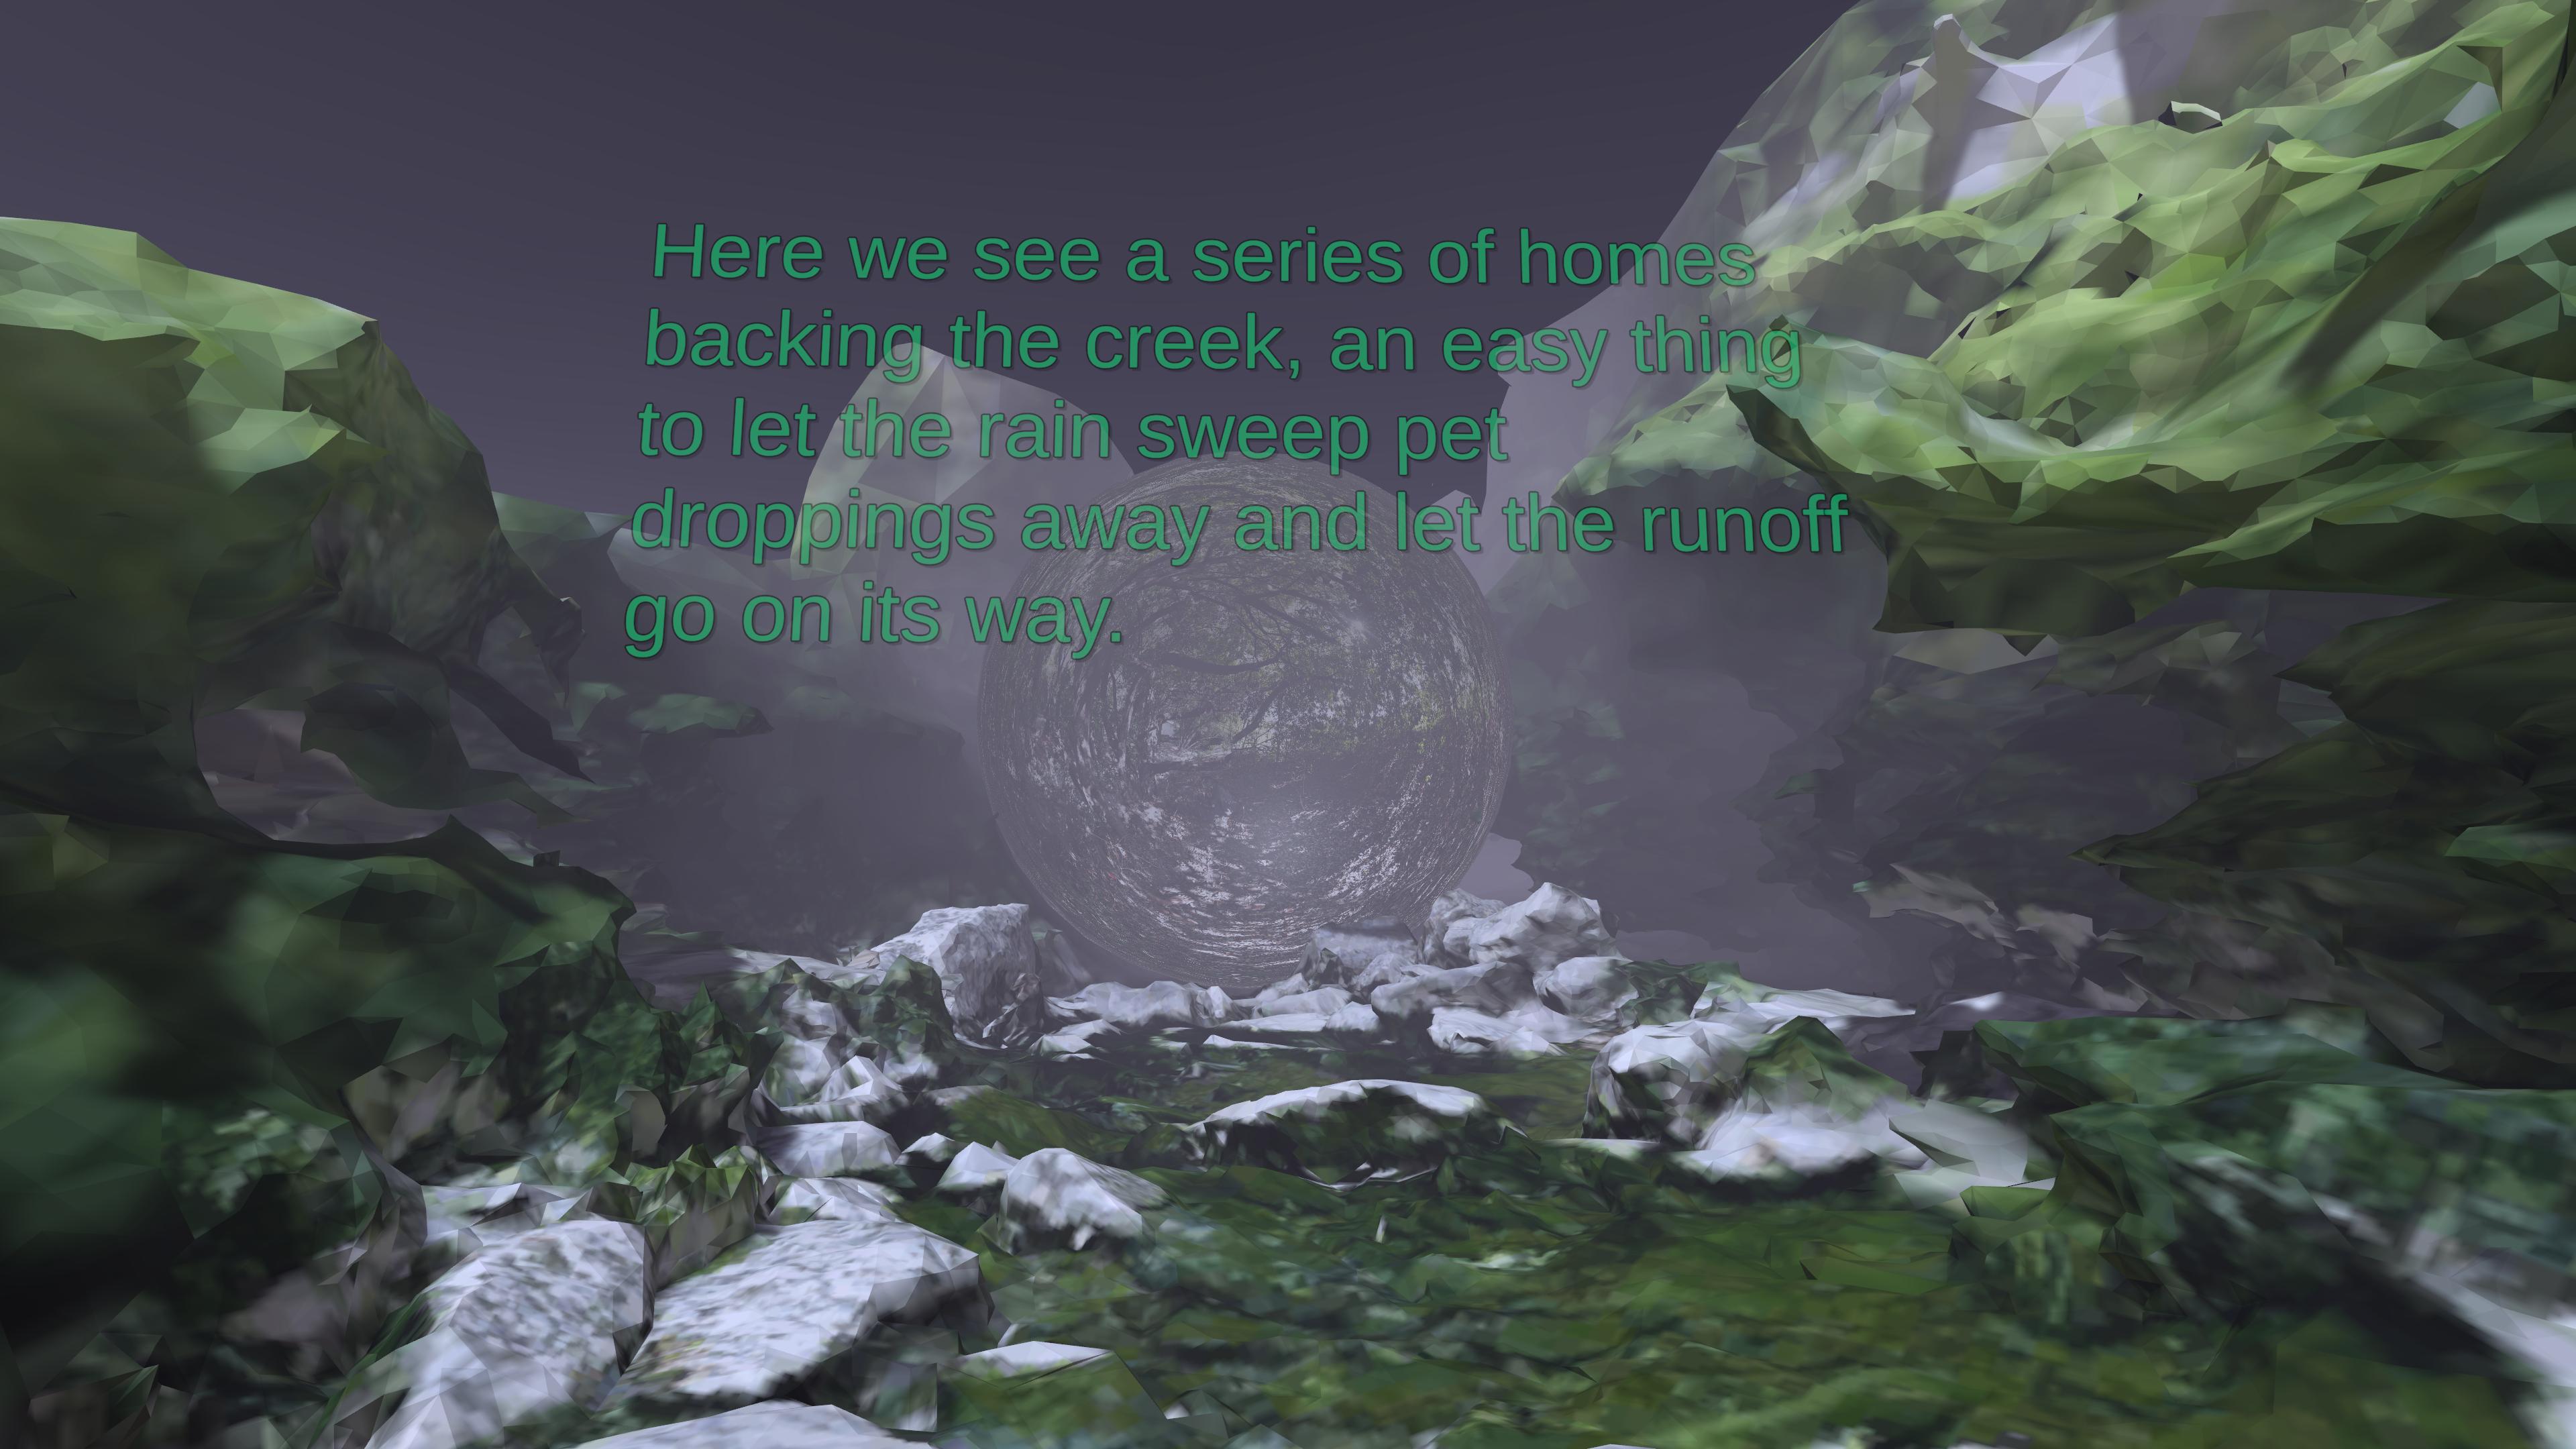 Here we see a series of homes
backing the creek, an easy thing
to let the rain sweep pet
droppings away and let the runoff
go on its way.